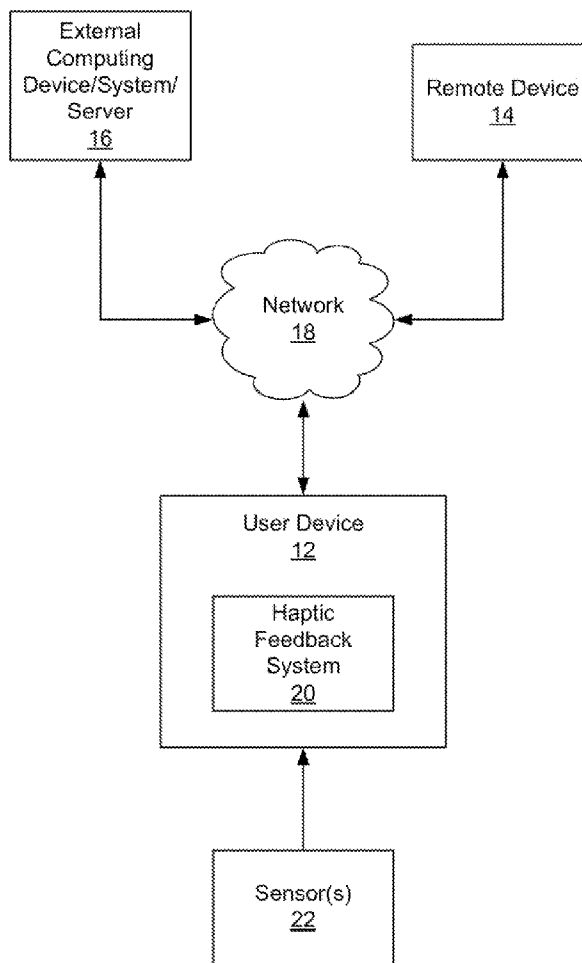 External
Computing
Device/System/
Server
16
Remote Device
14
Network
18
User Device
12
Haptic
Feedback
System
20
Sensor(s)
22